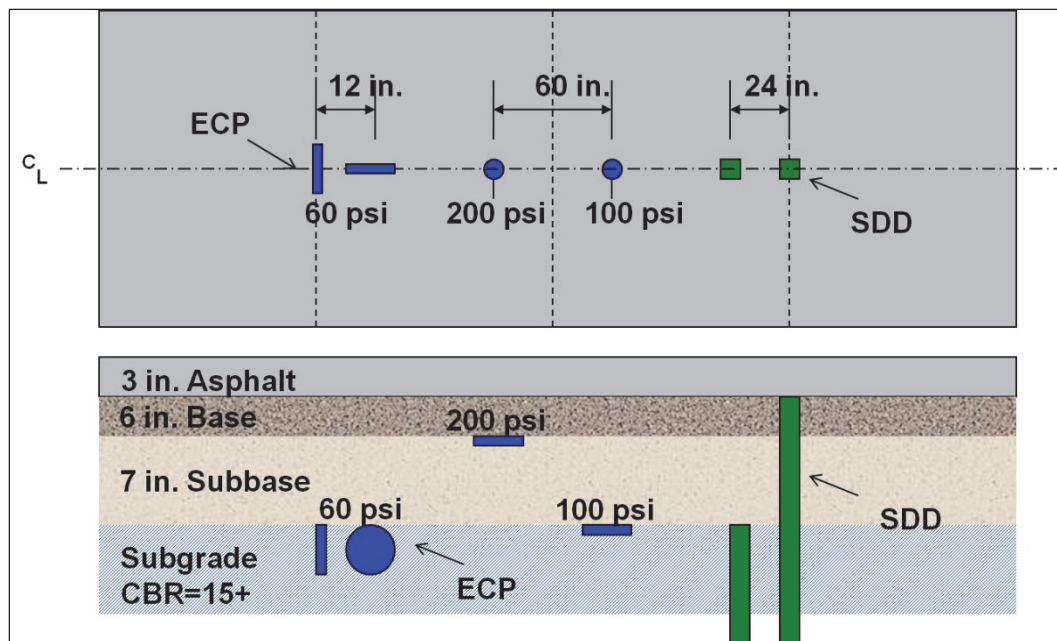 12 in.
60 in.
24 in.
ECP
C
L
60 psi
200 psi
100 psi
SDD
3 in. Asphalt
6 in. Base
200 psi
7 in. Subbase
60 psi
100 psi
SDD
Subgrade
ECP
CBR=15+